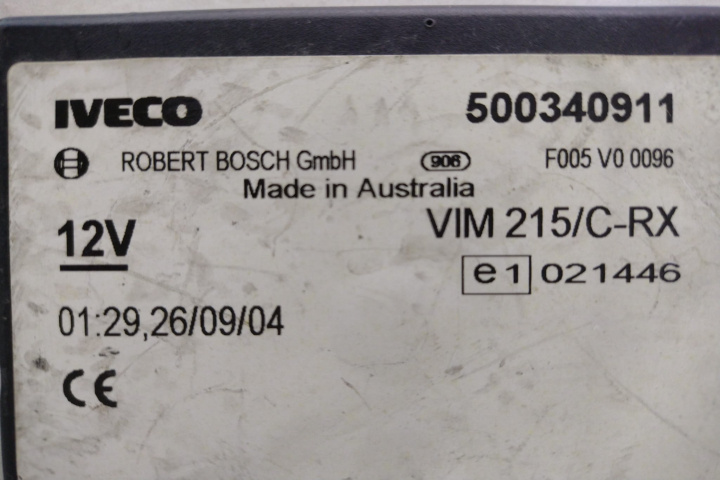 IVECO 500340911
ROBERT BOSCH GmbH 906 F005 V0 0096
Made in Australia
12V VIM 215/C-RX
e1 021446
01:29,26/09/04
CE